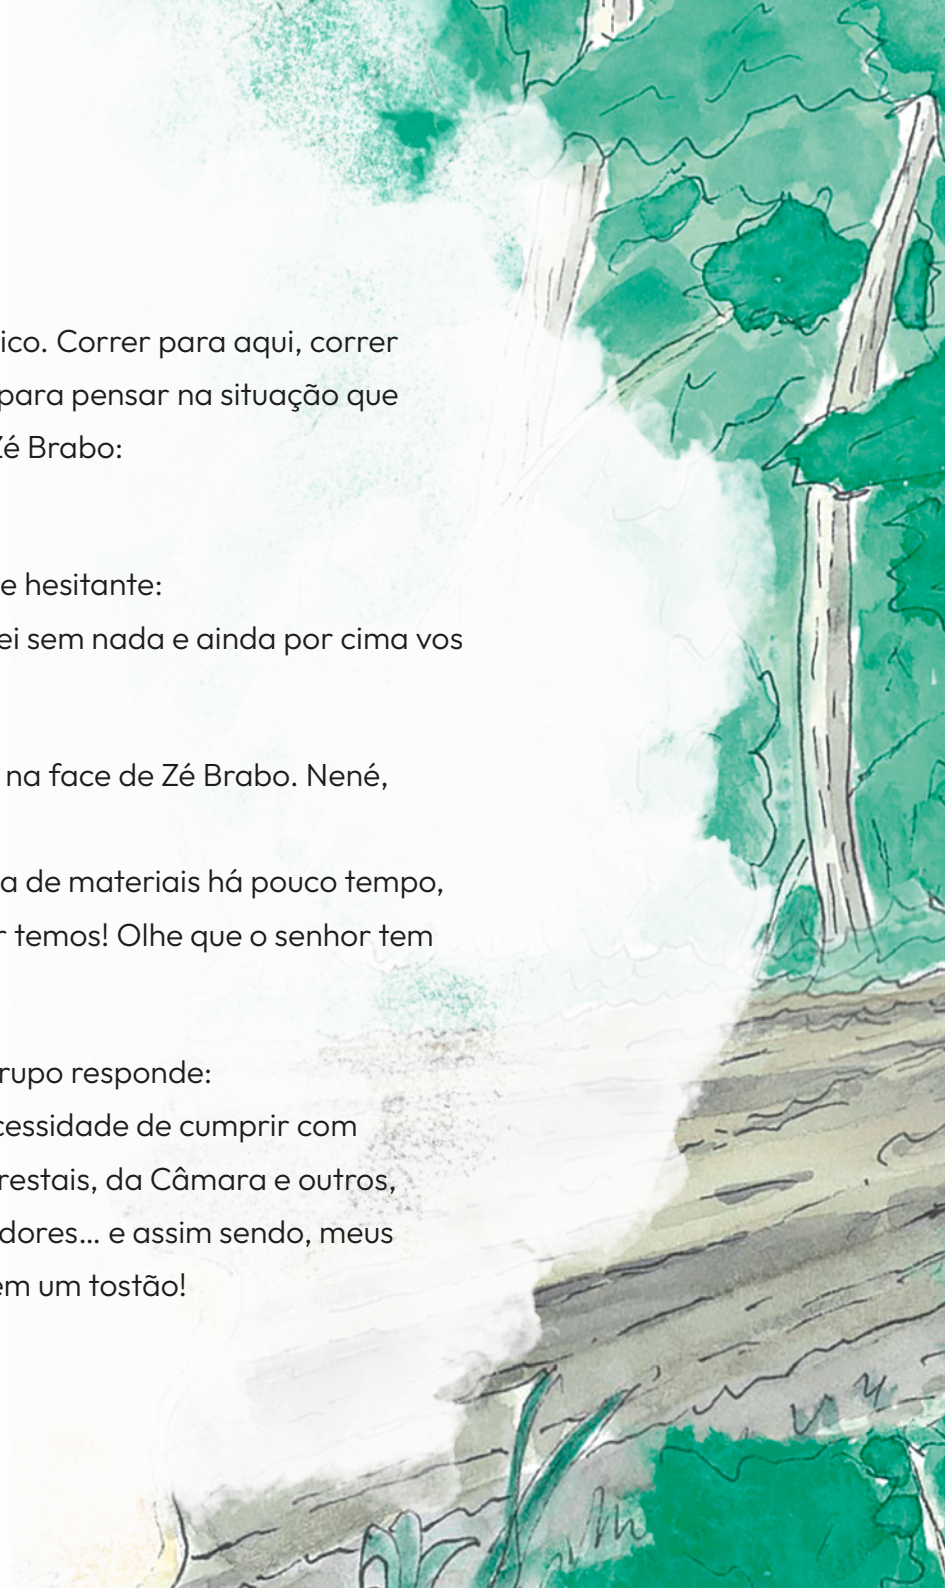 ico. Correr para aqui, correr
para pensar na situação que
Zé Brabo:
e hesitante:
ei sem nada e ainda por cima vos
na face de Zé Brabo. Nené,
a de materiais há pouco tempo,
r temos! Olhe que o senhor tem
rupo responde:
cessidade de cumprir com
restais, da Câmara e outros,
dores... e assim sendo, meus
em um tostão!